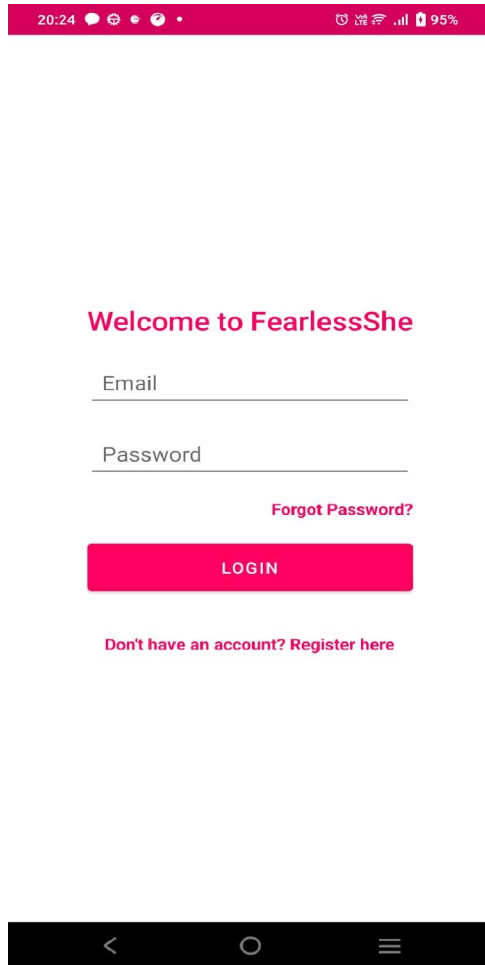 20:24
95%
Welcome to FearlessShe
Email
Password
Forgot Password?
LOGIN
Don't have an account? Register here